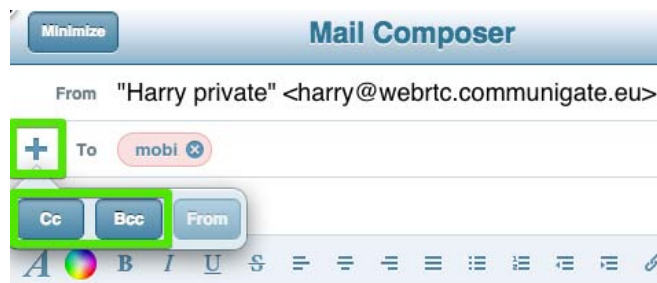 Minimize Mail Composer
From "Harry private" <harry@webrtc.communigate.eu>
To mobi
Cc Bcc From
A B I U S